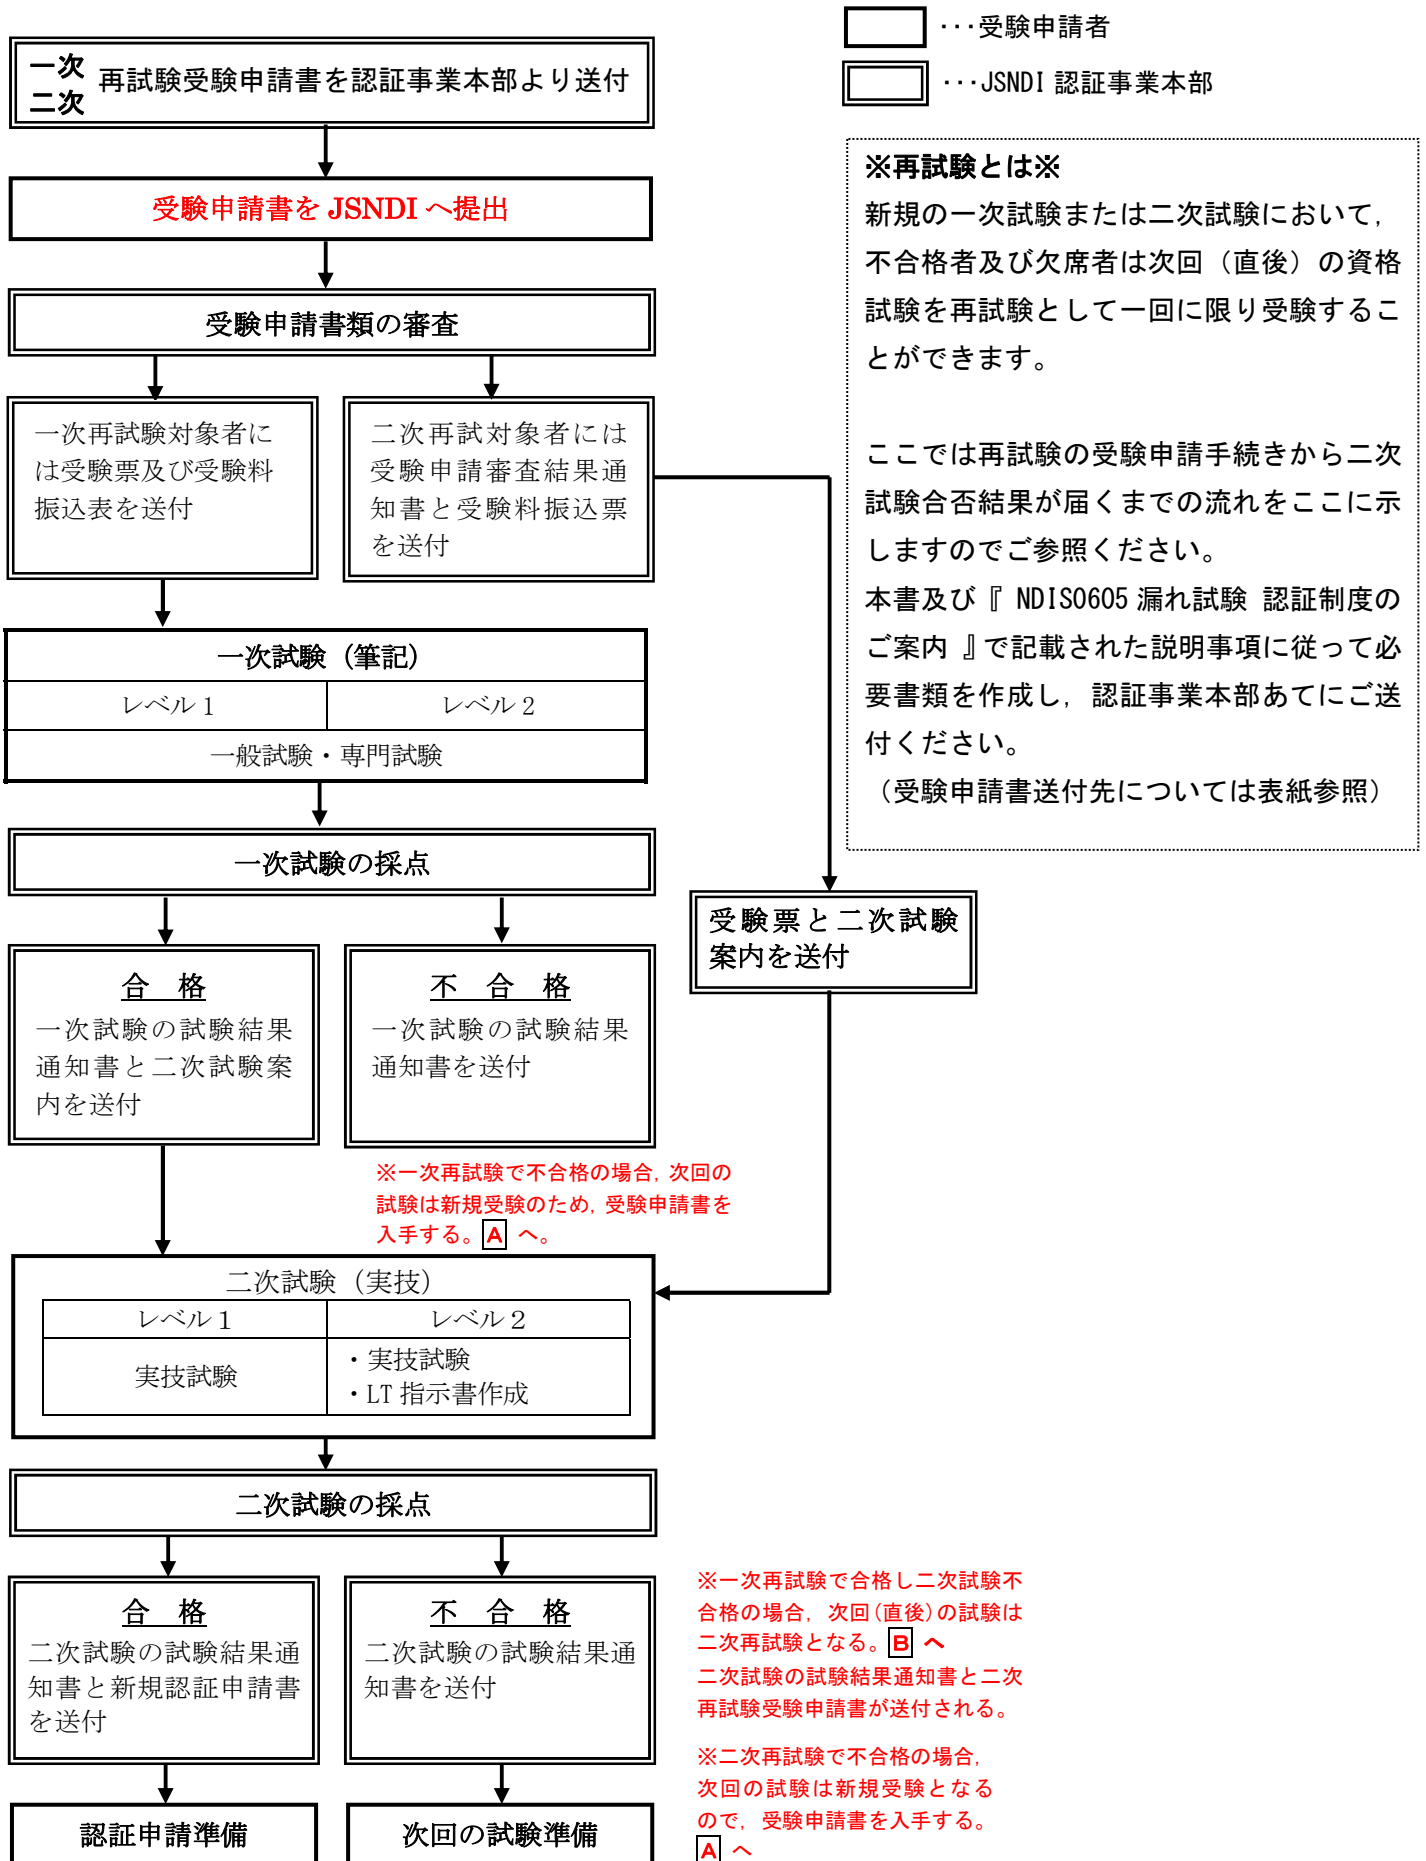 ･･･受験申請者
･･･JSNDI 認証事業本部
一次
二次
再試験受験申請書を認証事業本部より送付
受験申請書を JSNDI へ提出
受験申請書類の審査
一次再試験対象者に
は受験票及び受験料
振込表を送付
二次再試対象者には
受験申請審査結果通
知書と受験料振込票
を送付
※再試験とは※
新規の一次試験または二次試験において,
不合格者及び欠席者は次回（直後）の資格
試験を再試験として一回に限り受験するこ
とができます。
ここでは再試験の受験申請手続きから二次
試験合否結果が届くまでの流れをここに示
しますのでご参照ください。
本書及び『 NDIS0605 漏れ試験 認証制度の
ご案内 』で記載された説明事項に従って必
要書類を作成し, 認証事業本部あてにご送
付ください。
（受験申請書送付先については表紙参照）
一次試験（筆記）
レベル 1
レベル 2
一般試験・専門試験
一次試験の採点
受験票と二次試験
案内を送付
合 格
一次試験の試験結果
通知書と二次試験案
内を送付
不 合 格
一次試験の試験結果
通知書を送付
※一次再試験で不合格の場合, 次回の
試験は新規受験のため, 受験申請書を
入手する。A へ。
二次試験（実技）
レベル 1
レベル 2
実技試験
・実技試験
・LT 指示書作成
二次試験の採点
合 格
二次試験の試験結果通
知書と新規認証申請書
を送付
不 合 格
二次試験の試験結果通
知書を送付
※一次再試験で合格し二次試験不
合格の場合, 次回(直後)の試験は
二次再試験となる。B へ
二次試験の試験結果通知書と二次
再試験受験申請書が送付される。
※二次再試験で不合格の場合,
次回の試験は新規受験となる
ので, 受験申請書を入手する。
A へ
認証申請準備
次回の試験準備